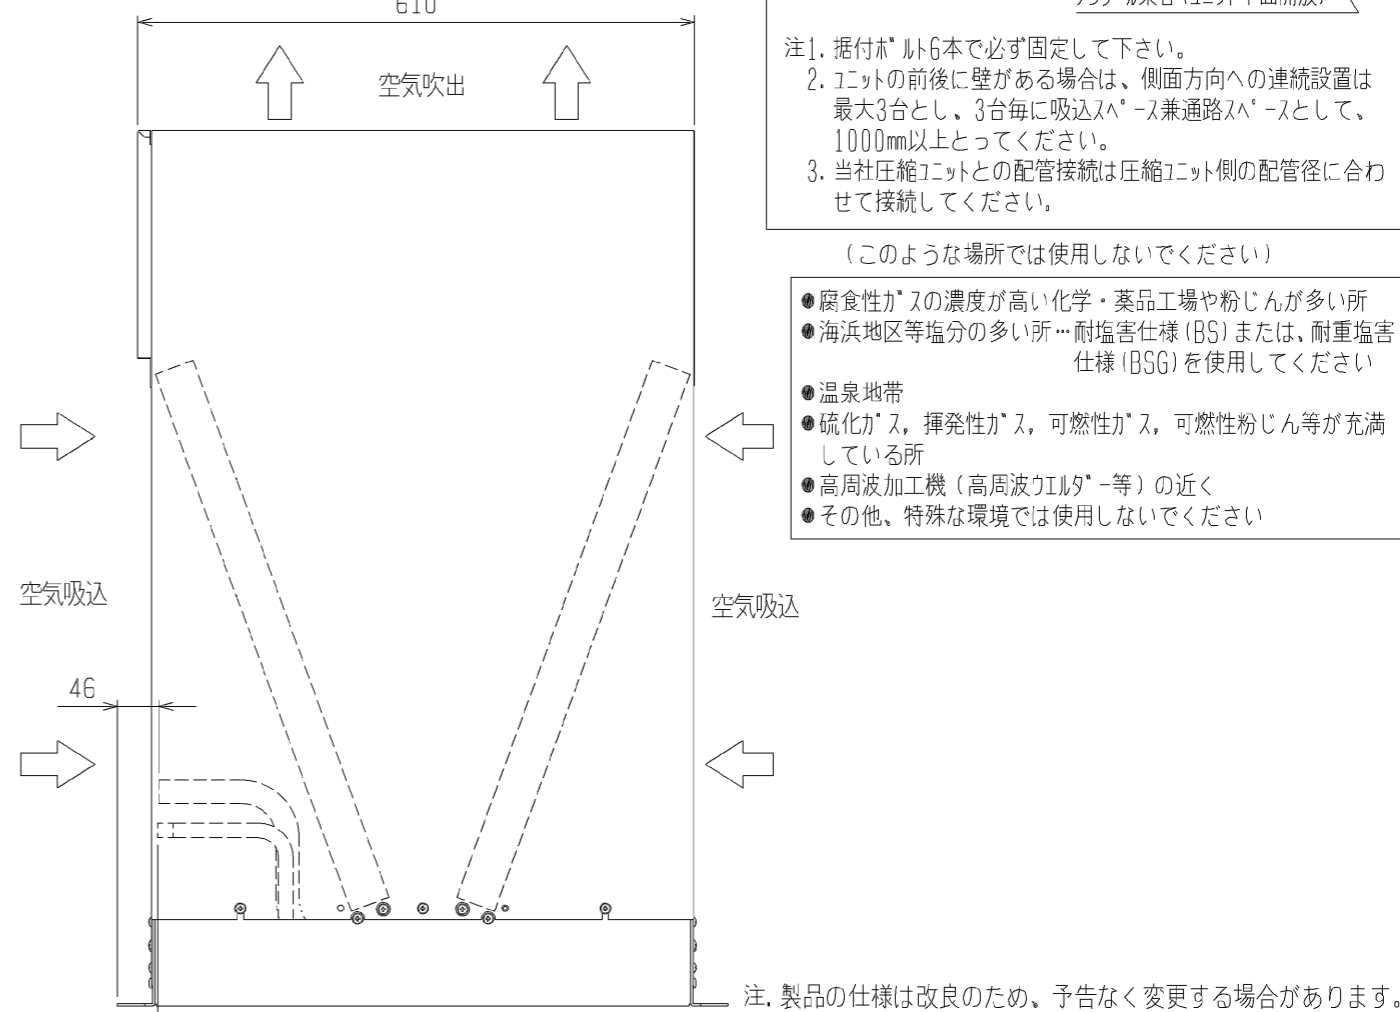 610
空気吹出
空気吸込
空気吸込
46
注1. 据付ﾎﾞﾙﾄ6本で必ず固定して下さい。
2. ﾕﾆｯﾄの前後に壁がある場合は、側面方向への連続設置は
最大3台とし、3台毎に吸込ｽﾍﾟｰｽ兼通路ｽﾍﾟｰｽとして、
1000㎜以上とってください。
3. 当社圧縮ﾕﾆｯﾄとの配管接続は圧縮ﾕﾆｯﾄ側の配管径に合わ
せて接続してください。
(このような場所では使用しないでください)
●腐食性ｶﾞｽの濃度が高い化学・薬品工場や粉じんが多い所
●海浜地区等塩分の多い所…耐塩害仕様(BS)または、耐重塩害
仕様(BSG)を使用してください
●温泉地帯
●硫化ｶﾞｽ，揮発性ｶﾞｽ，可燃性ｶﾞｽ，可燃性粉じん等が充満
している所
●高周波加工機(高周波ｳｴﾙﾀﾞｰ等)の近く
●その他、特殊な環境では使用しないでください
注. 製品の仕様は改良のため、予告なく変更する場合があります。